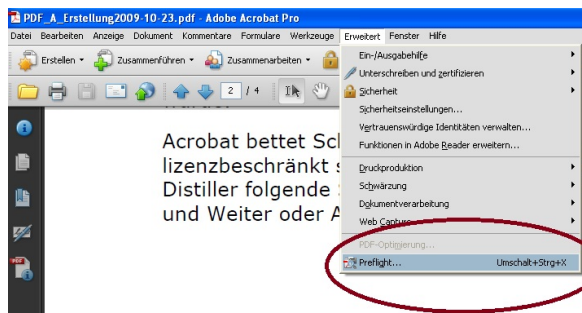 PDF_A_Erstellung2009-10-23.pdf - Adobe Acrobat Pro
Datei Bearbeiten Anzeige Dokument Kommentare Formulare Werkzeuge Erweitert Fenster Hilfe
Erstellen Zusammenführen Zusammenarbeiten
2 / 4
Acrobat bettet Sch
lizenzbeschränkt s
Distiller folgende
und Weiter oder A
Ein-/Ausgabehilfe
Unterschreiben und zertifizieren
Sicherheit
Sicherheitseinstellungen...
Vertrauenswürdige Identitäten verwalten...
Funktionen in Adobe Reader erweitern...
Druckproduktion
Schwärzung
Dokumentverarbeitung
Web Capture
PDF-Optimierung...
Preflight... Umschalt+Strg+X